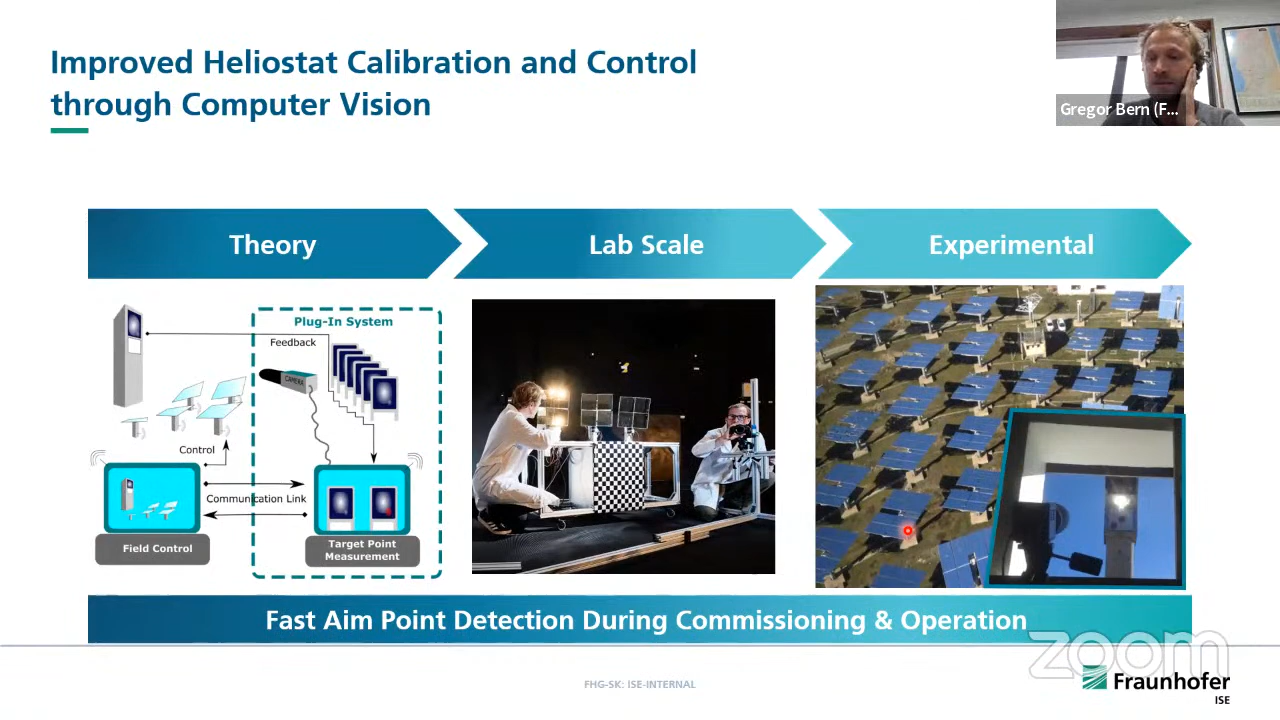 Improved Heliostat Calibration and Control
through Computer Vision
Gregor Bern (F...
Theory
Lab Scale
Experimental
Plug-In System
Feedback
CAMERA
Control
Communication Link
Field Control
Target Point
Measurement
Fast Aim Point Detection During Commissioning & Operation
zoom
FHG-SK: ISE-INTERNAL
Fraunhofer
ISE